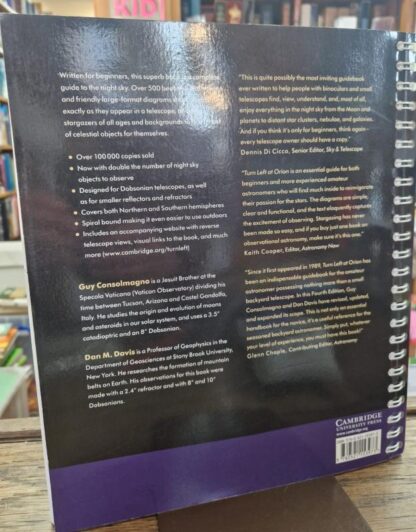 KID
Written for beginners, this superb book is a complete
guide to the night sky. Over 500
and friendly large-format diagrams
exactly as they appear in a telescope,
stargazers of all ages and backgrounds
of celestial objects for themselves.
• Over 100 000 copies sold
• Now with double the number of night sky
objects to observe
• Designed for Dobsonian telescopes, as well
as for smaller reflectors and refractors
• Covers both Northern and Southern hemispheres
• Spiral bound making it even easier to use outdoors
• Includes an accompanying website with reverse
telescope views, visual links to the book, and much
more (www.cambridge.org/turnleft)
Guy Consolmagno is a Jesuit Brother at the
Specola Vaticana (Vatican Observatory) dividing his
time between Tucson, Arizona and Castel Gandolfo,
Italy. He studies the origin and evolution of moons
and asteroids in our solar system, and uses a 3.5"
catadioptric and an 8" Dobsonian.
Dan M. Davis is a Professor of Geophysics in the
Department of Geosciences at Stony Brook University,
New York. He researches the formation of mountain
belts on Earth. His observations for this book were
made with a 2.4" refractor and with 8" and 10"
Dobsonians.
"This is quite possibly the most inviting guidebook
ever written to help people with binoculars and small
telescopes find, view, understand, and, most of all,
enjoy everything in the night sky from the Moon and
planets to distant star clusters, nebulae, and galaxies.
And if you think it's only for beginners, think again–
every telescope owner should have a copy."
Dennis Di Cicco, Senior Editor, Sky & Telescope
"Turn Left at Orion is an essential guide for both
beginners and more experienced amateur
astronomers who will find much inside to reinvigorate
their passion for the stars. The diagrams are simple,
clear and functional, and the text eloquently captures
the excitement of observing. Stargazing has never
been made so easy, and if you buy just one book on
observational astronomy, make sure it's this one."
Keith Cooper, Editor, Astronomy Now
"Since it first appeared in 1989, Turn Left at Orion has
been an indispensable guidebook for the amateur
astronomer possessing nothing more than a small
backyard telescope. In this Fourth Edition, Guy
Consolmagno and Dan Davis have revised, updated,
and expanded its scope. This is not only a must
handbook for the novice, it's a useful reference for the
seasoned backyard astronomer. Simply put, whatever
your level of experience, you must have this book!"
Glenn Chaple, Contributing Editor, Astronomy
CAMBRIDGE
UNIVERSITY PRESS
www.cambridge.org